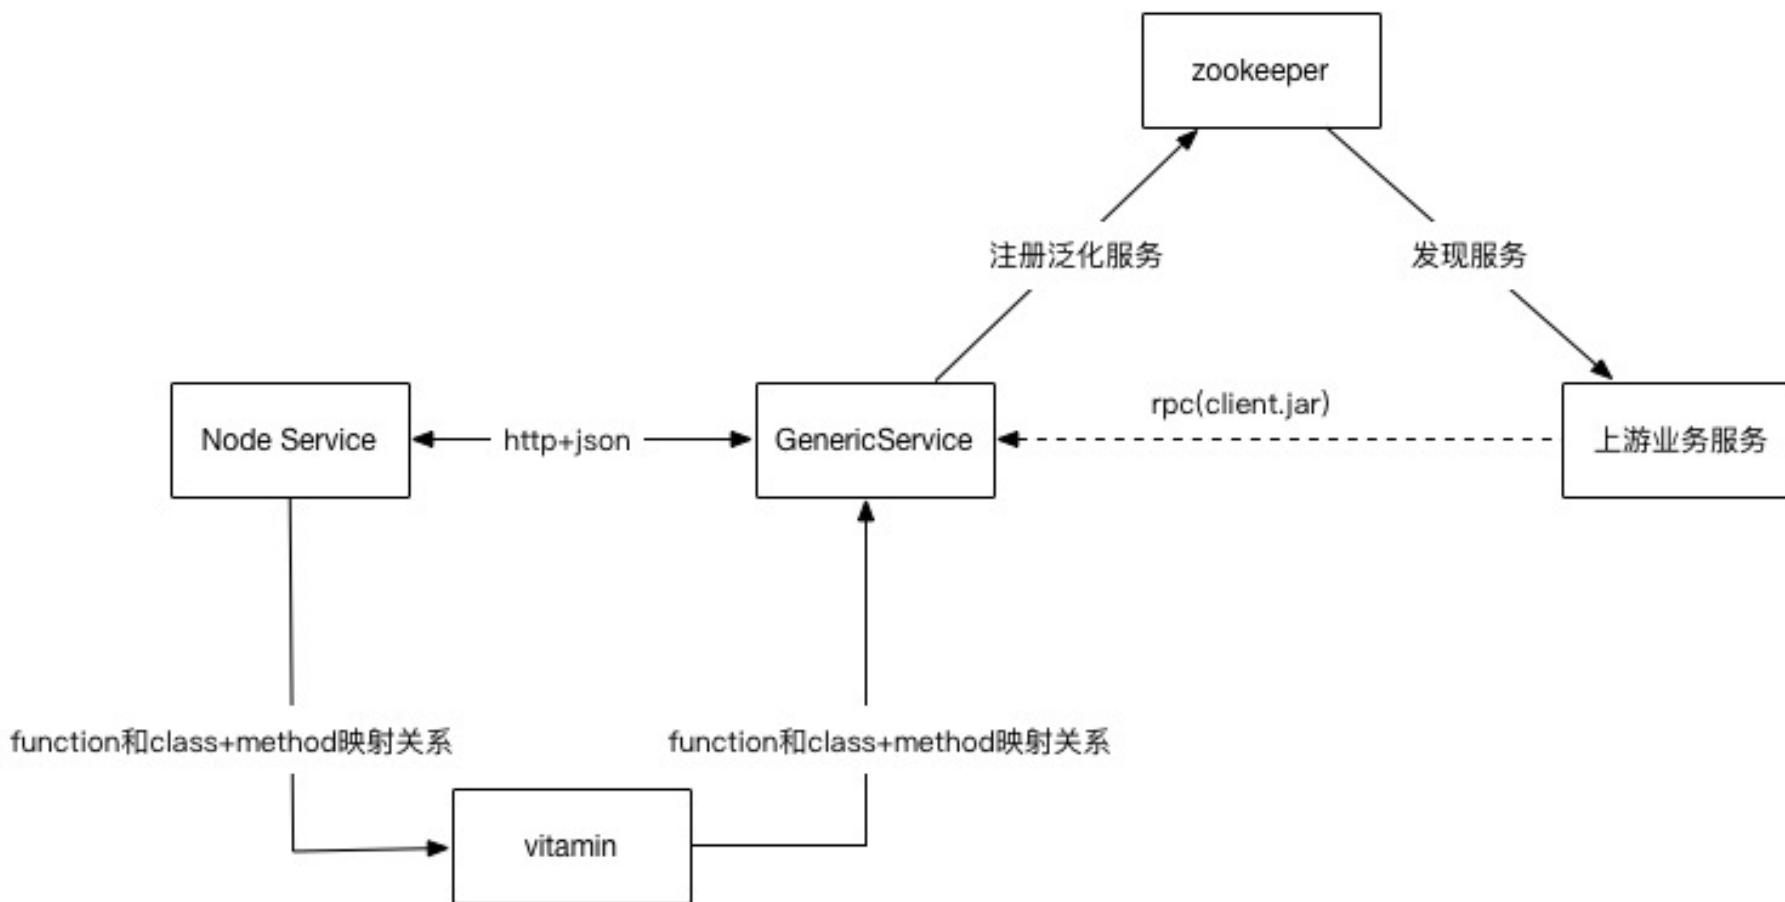 zookeeper
注册泛化服务
发现服务
rpc(client.jar)
Node Service
http+json
GenericService
上游业务服务
function和class+method映射关系
function和class+method映射关系
vitamin